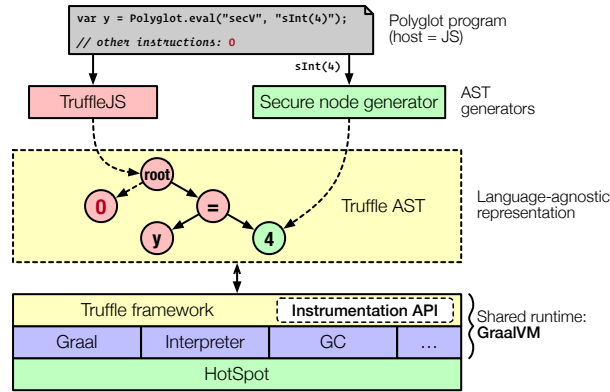 var y = Polyglot.eval("secV", "sInt(4)");
// other instructions: O
Polyglot program
(host = JS)
sInt(4)
TruffleJS
Secure node generator
AST
generators
root
O
=
Truffle AST
y
4
Language-agnostic
representation
Truffle framework
Instrumentation API
Graal
Interpreter
GC
...
HotSpot
Shared runtime:
GraalVM